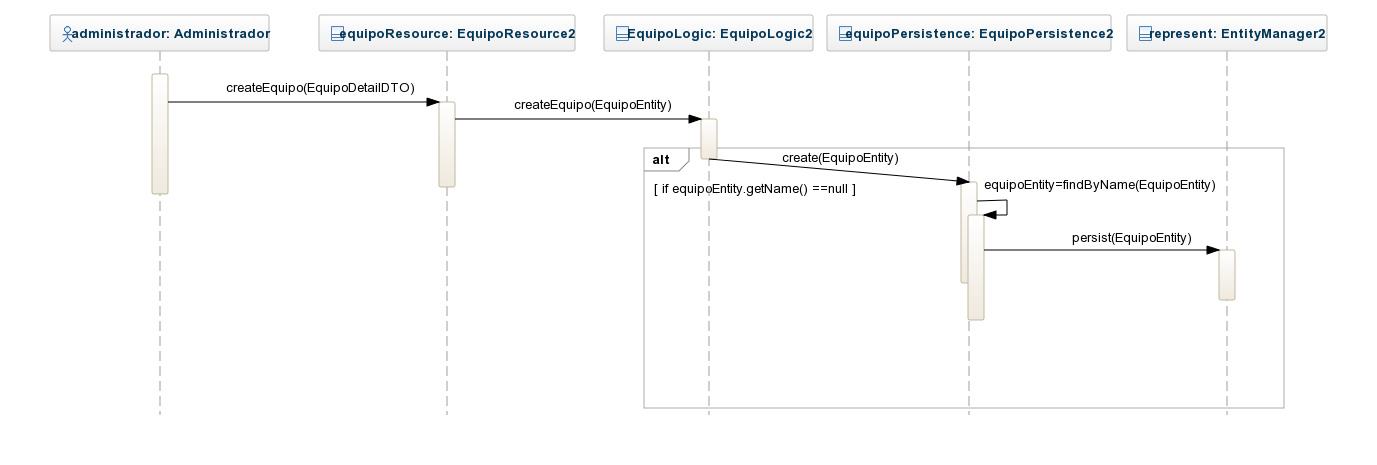 administrador: Administrador
equipoResource: EquipoResource2
EquipoLogic: EquipoLogic2
equipoPersistence: EquipoPersistence2
represent: EntityManager2
createEquipo(EquipoDetailDTO)
createEquipo(EquipoEntity)
alt
create(EquipoEntity)
[ if equipoEntity.getName() ==null ]
equipoEntity=findByName(EquipoEntity)
persist(EquipoEntity)